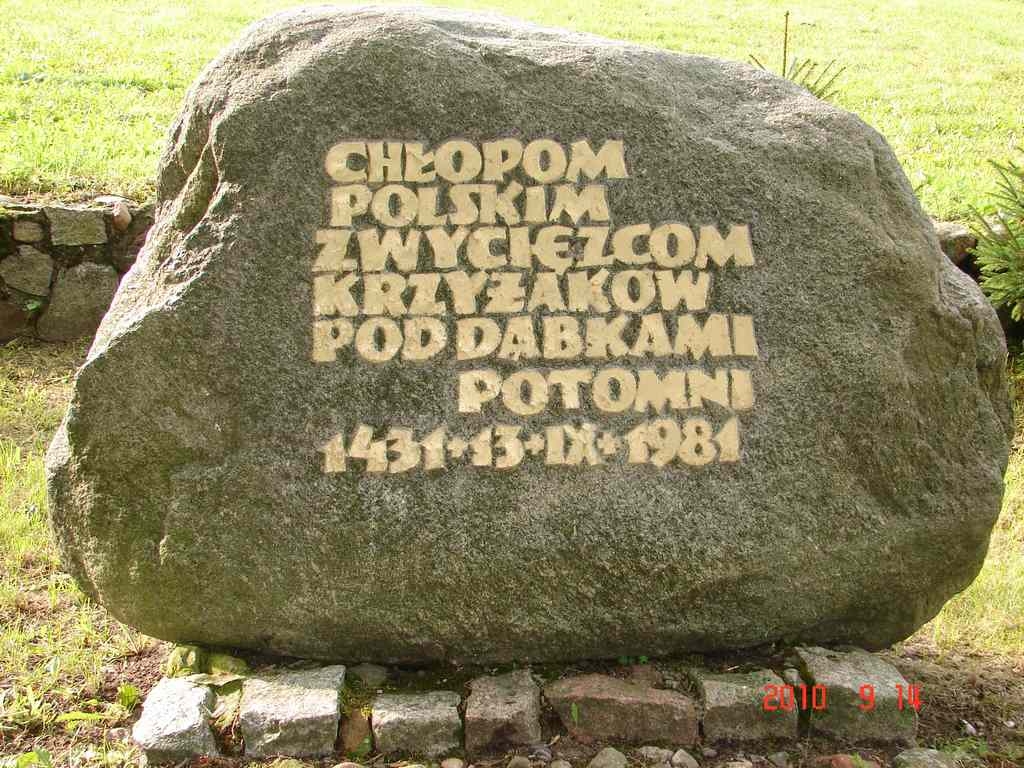 CHŁOPOM
POLSKIM
ZWYCIĘZCOM
KRZYŻAKÓW
POD DĄBKAMI
POTOMNI
1431+13+IX+1981
2010 9 14